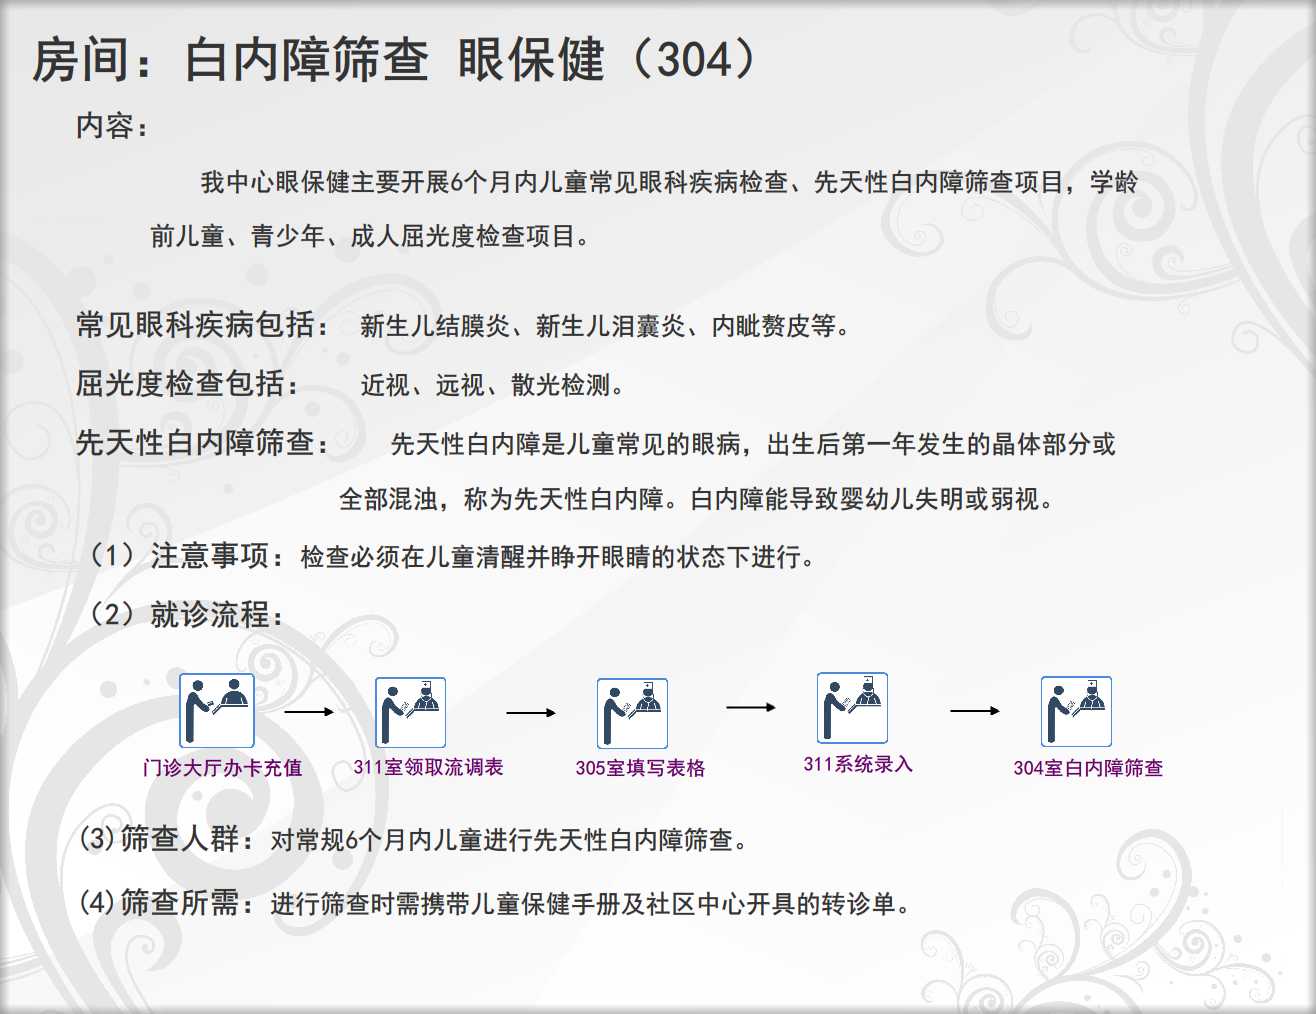 房间：白内障筛查 眼保健（304）
内容：
我中心眼保健主要开展6个月内儿童常见眼科疾病检查、先天性白内障筛查项目，学龄
前儿童、青少年、成人屈光度检查项目。
常见眼科疾病包括： 新生儿结膜炎、新生儿泪囊炎、内眦赘皮等。
屈光度检查包括： 近视、远视、散光检测。
先天性白内障筛查： 先天性白内障是儿童常见的眼病，出生后第一年发生的晶体部分或
全部混浊，称为先天性白内障。白内障能导致婴幼儿失明或弱视。
（1）注意事项：检查必须在儿童清醒并睁开眼睛的状态下进行。
（2）就诊流程：
门诊大厅办卡充值 311室领取流调表 305室填写表格 311系统录入 304室白内障筛查
(3)筛查人群：对常规6个月内儿童进行先天性白内障筛查。
(4)筛查所需：进行筛查时需携带儿童保健手册及社区中心开具的转诊单。